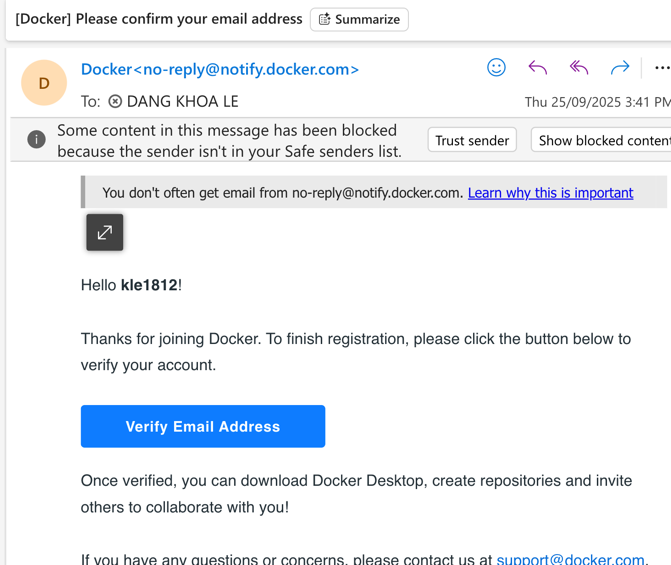 [Docker] Please confirm your email address Summarize
D
Docker<no-reply@notify.docker.com>
To: DANG KHOA LE
Thu 25/09/2025 3:41 PM
Some content in this message has been blocked
because the sender isn't in your Safe senders list.
Trust sender Show blocked content
You don't often get email from no-reply@notify.docker.com. Learn why this is important
Hello kle1812!
Thanks for joining Docker. To finish registration, please click the button below to
verify your account.
Verify Email Address
Once verified, you can download Docker Desktop, create repositories and invite
others to collaborate with you!
If you have any questions or concerns, please contact us at support@docker.com.